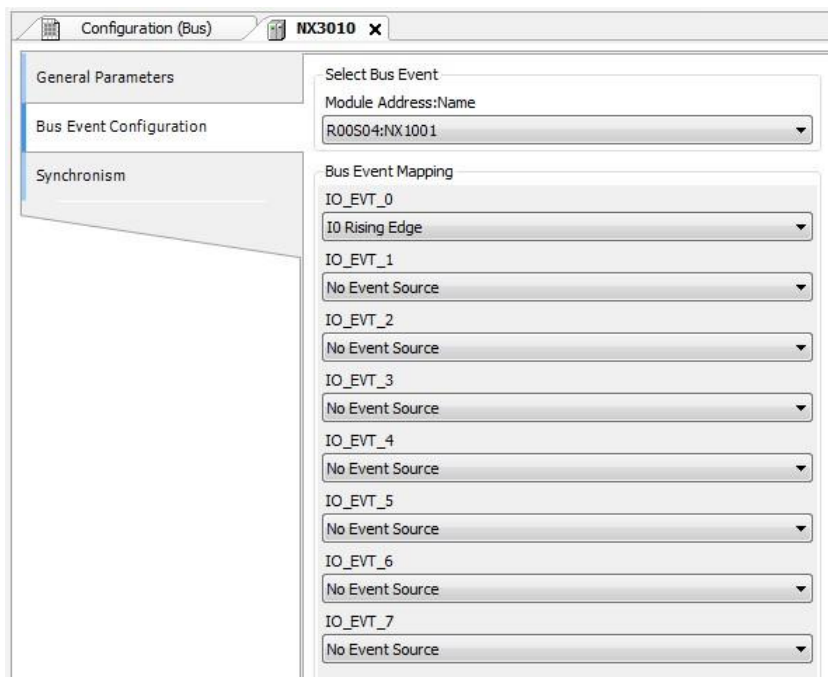 Configuration (Bus)
NX3010
General Parameters
Bus Event Configuration
Synchronism
Select Bus Event
Module Address:Name
R00S04:NX1001
Bus Event Mapping
IO_EVT_0
I0 Rising Edge
IO_EVT_1
No Event Source
IO_EVT_2
No Event Source
IO_EVT_3
No Event Source
IO_EVT_4
No Event Source
IO_EVT_5
No Event Source
IO_EVT_6
No Event Source
IO_EVT_7
No Event Source